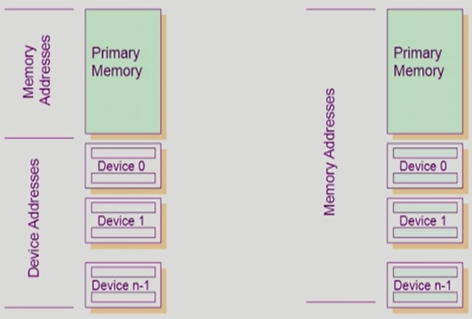 Memory
Addresses
Primary
Memory
Device Addresses
Device 0
Device 1
Device n-1
Memory Addresses
Primary
Memory
Device 0
Device 1
Device n-1